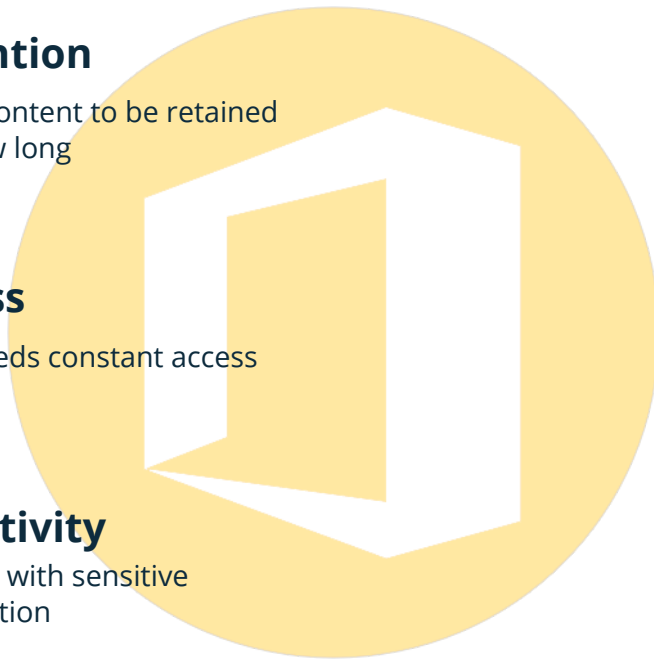 ntion
ontent to be retained
w long
ss
eds constant access
tivity
with sensitive
tion